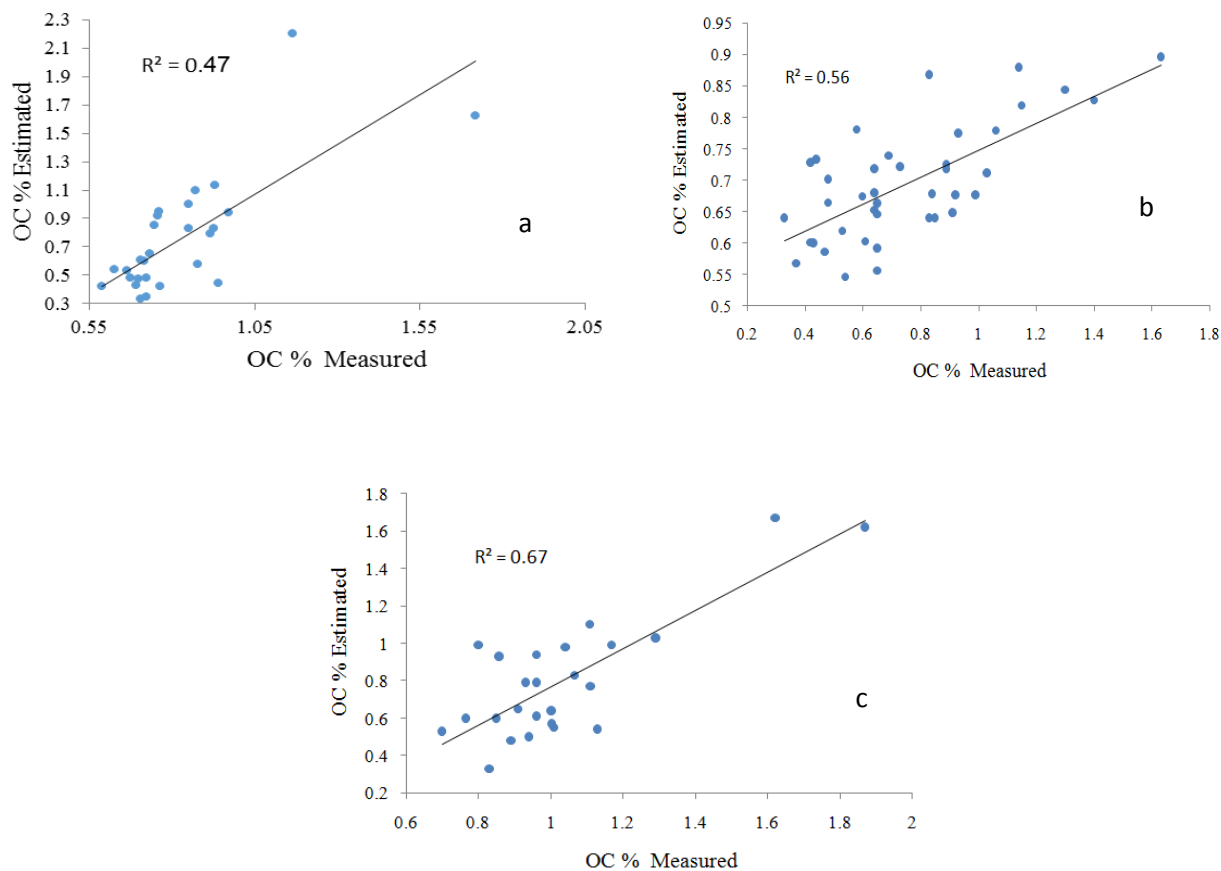 2.3
2.1
1.9
1.7
1.5
1.3
1.1
0.9
0.7
0.5
0.3
OC % Estimated
R² = 0.47
a
0.55 1.05 1.55 2.05
OC % Measured
0.95
0.9
0.85
0.8
0.75
0.7
0.65
0.6
0.55
0.5
OC % Estimated
R² = 0.56
b
0.2 0.4 0.6 0.8 1 1.2 1.4 1.6 1.8
OC % Measured
1.8
1.6
1.4
1.2
1
0.8
0.6
0.4
0.2
OC % Estimated
R² = 0.67
c
0.6 0.8 1 1.2 1.4 1.6 1.8 2
OC % Measured